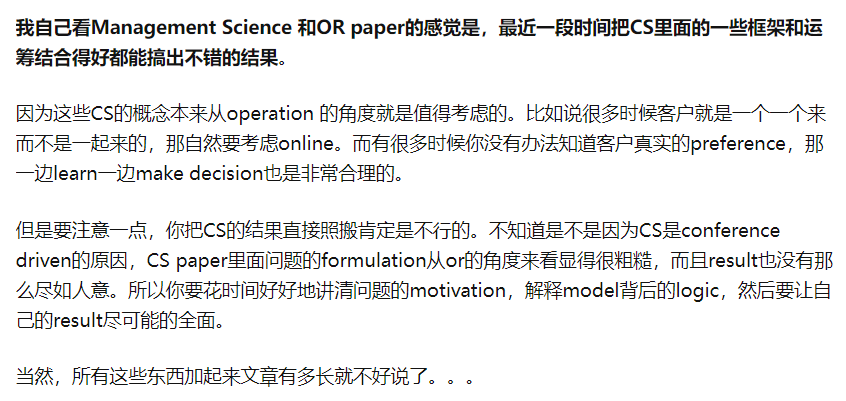 我自己看Management Science 和OR paper的感觉是，最近一段时间把CS里面的一些框架和运
筹结合得好都能搞出不错的结果。
因为这些CS的概念本来从operation 的角度就是值得考虑的。比如说很多时候客户就是一个一个来
而不是一起来的，那自然要考虑online。而有很多时候你没有办法知道客户真实的preference，那
一边learn一边make decision也是非常合理的。
但是要注意一点，你把CS的结果直接照搬肯定是不行的。不知道是不是因为CS是conference
driven的原因，CS paper里面问题的formulation从or的角度来看显得很粗糙，而且result也没有那
么尽如人意。所以你要花时间好好地讲清问题的motivation，解释model背后的logic，然后要让自
己的result尽可能的全面。
当然，所有这些东西加起来文章有多长就不好说了。。。